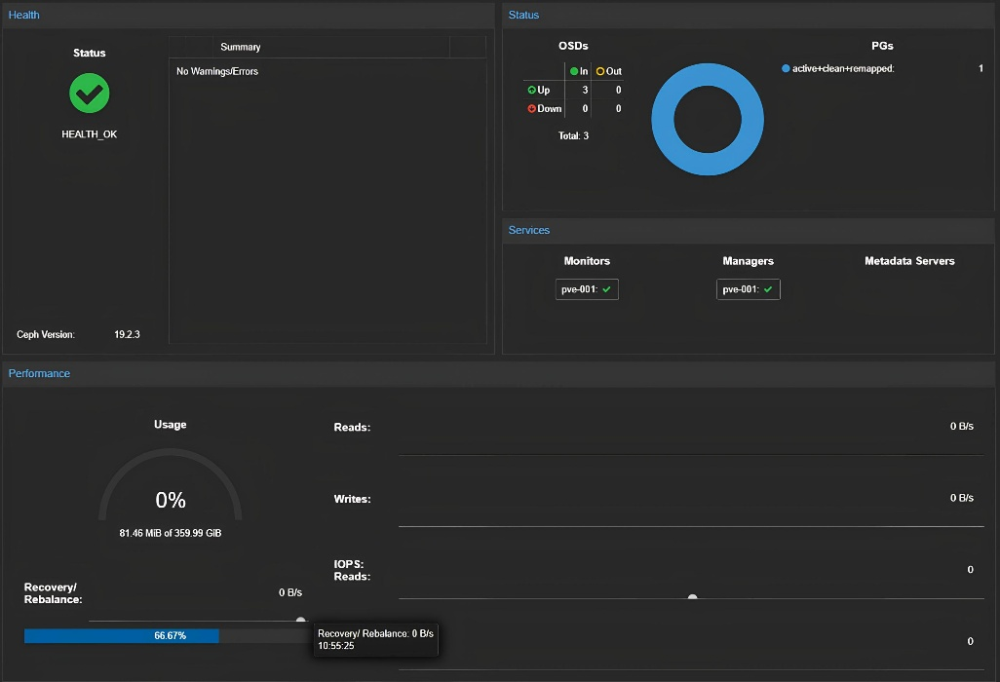 Health
Status
Summary
No Warnings/Errors
HEALTH_OK
Ceph Version: 19.2.3
Status
OSDs
In Out
Up 3 0
Down 0 0
Total: 3
PGs
active+clean+remapped: 1
Services
Monitors
pve-001:
Managers
pve-001:
Metadata Servers
Performance
Usage
0%
81.46 MiB of 359.99 GiB
Recovery/
Rebalance: 0 B/s
66.67%
Recovery/ Rebalance: 0 B/s
10:55:25
Reads: 0 B/s
Writes: 0 B/s
IOPS:
Reads: 0
0